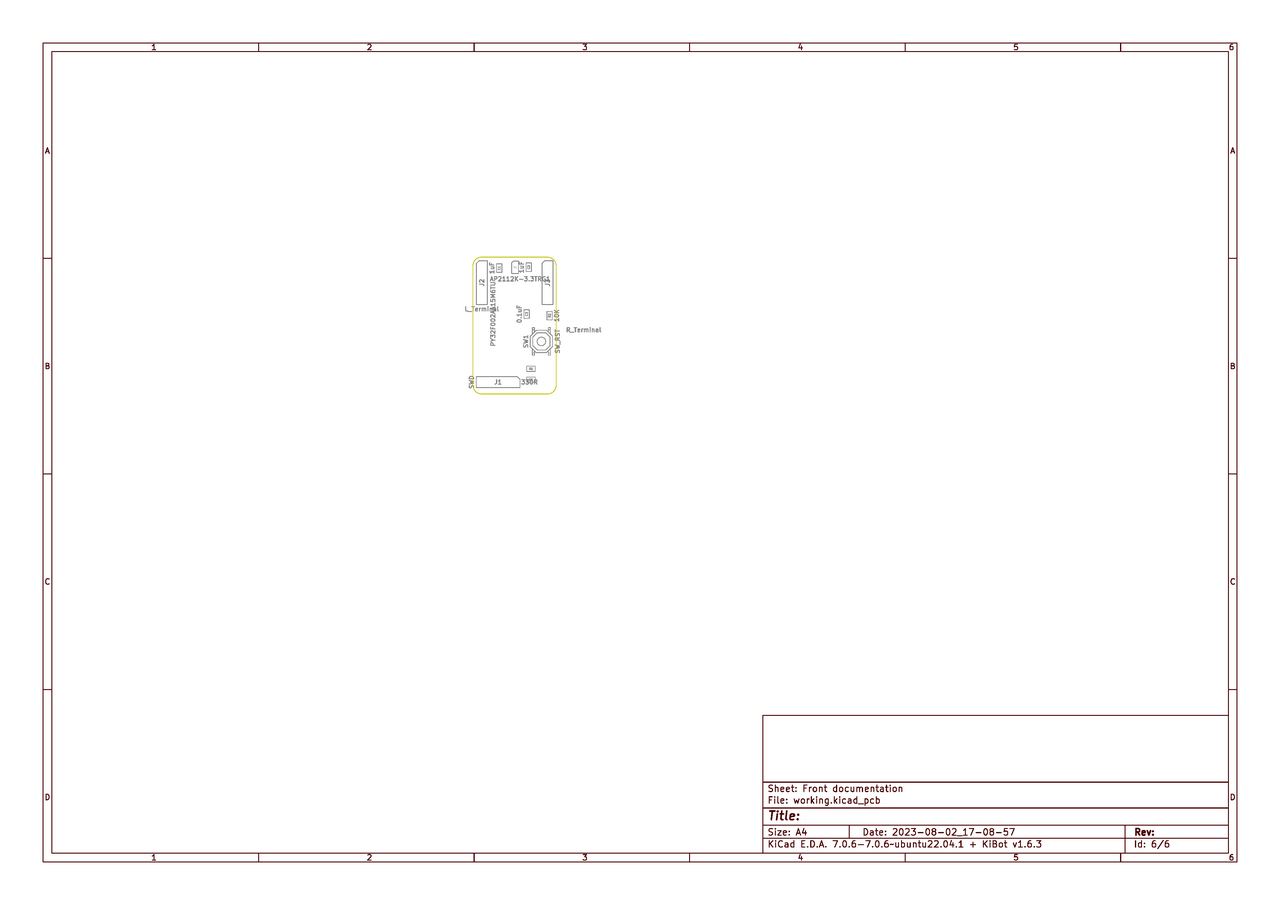 1 2 3 4 5 6
A A
1uF
1uF
J2
J3
AP2112K-3.3TRG1
L_Terminal
0.1uF
10K
R_Terminal
SW1
SW_RST
B B
SWD
J1
330R
C C
D D
Sheet: Front documentation
File: working.kicad_pcb
Title:
Size: A4 Date: 2023-08-02_17-08-57 Rev:
KiCad E.D.A. 7.0.6-7.0.6~ubuntu22.04.1 + KiBot v1.6.3 Id: 6/6
1 2 3 4 5 6